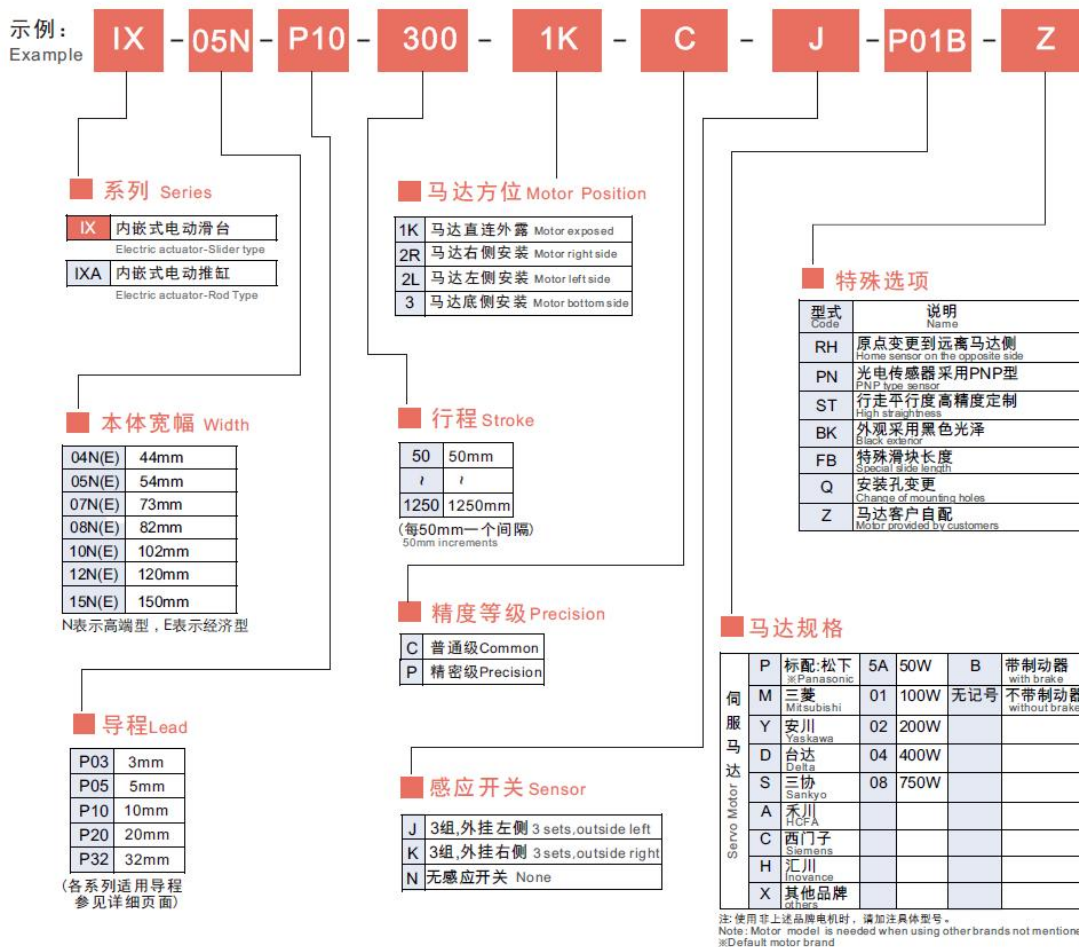 示例：
Example
IX - 05N - P10 - 300 - 1K - C - J - P01B - Z
系列 Series
IX 内嵌式电动滑台
Electric actuator-Slider type
IXA 内嵌式电动推缸
Electric actuator-Rod Type
马达方位 Motor Position
1K 马达直连外露 Motor exposed
2R 马达右侧安装 Motor right side
2L 马达左侧安装 Motor left side
3 马达底侧安装 Motor bottom side
特殊选项
型式 说明
Code Name
RH 原点变更到远离马达侧
Home sensor on the opposite side
PN 光电传感器采用PNP型
PNP type sensor
ST 行走平行度高精度定制
High straightness
BK 外观采用黑色光泽
Black exterior
FB 特殊滑块长度
Special slide length
Q 安装孔变更
Change of mounting holes
Z 马达客户自配
Motor provided by customers
本体宽幅 Width
04N(E) 44mm
05N(E) 54mm
07N(E) 73mm
08N(E) 82mm
10N(E) 102mm
12N(E) 120mm
15N(E) 150mm
N表示高端型，E表示经济型
行程 Stroke
50 50mm
~ ~
1250 1250mm
(每50mm一个间隔)
50mm increments
精度等级 Precision
C 普通级Common
P 精密级Precision
导程Lead
P03 3mm
P05 5mm
P10 10mm
P20 20mm
P32 32mm
(各系列适用导程
参见详细页面)
感应开关 Sensor
J 3组,外挂左侧 3 sets,outside left
K 3组,外挂右侧 3 sets,outside right
N 无感应开关 None
马达规格
伺服马达 Servo Motor
P 标配:松下 5A 50W B 带制动器
※Panasonic with brake
M 三菱 01 100W 无记号 不带制动器
Mitsubishi without brake
Y 安川 02 200W
Yaskawa
D 台达 04 400W
Delta
S 三协 08 750W
Sankyo
A 禾川
HCFA
C 西门子
Siemens
H 汇川
Inovance
X 其他品牌
others
注:使用非上述品牌电机时，请加注具体型号。
Note: Motor model is needed when using other brands not mentione
※Default motor brand